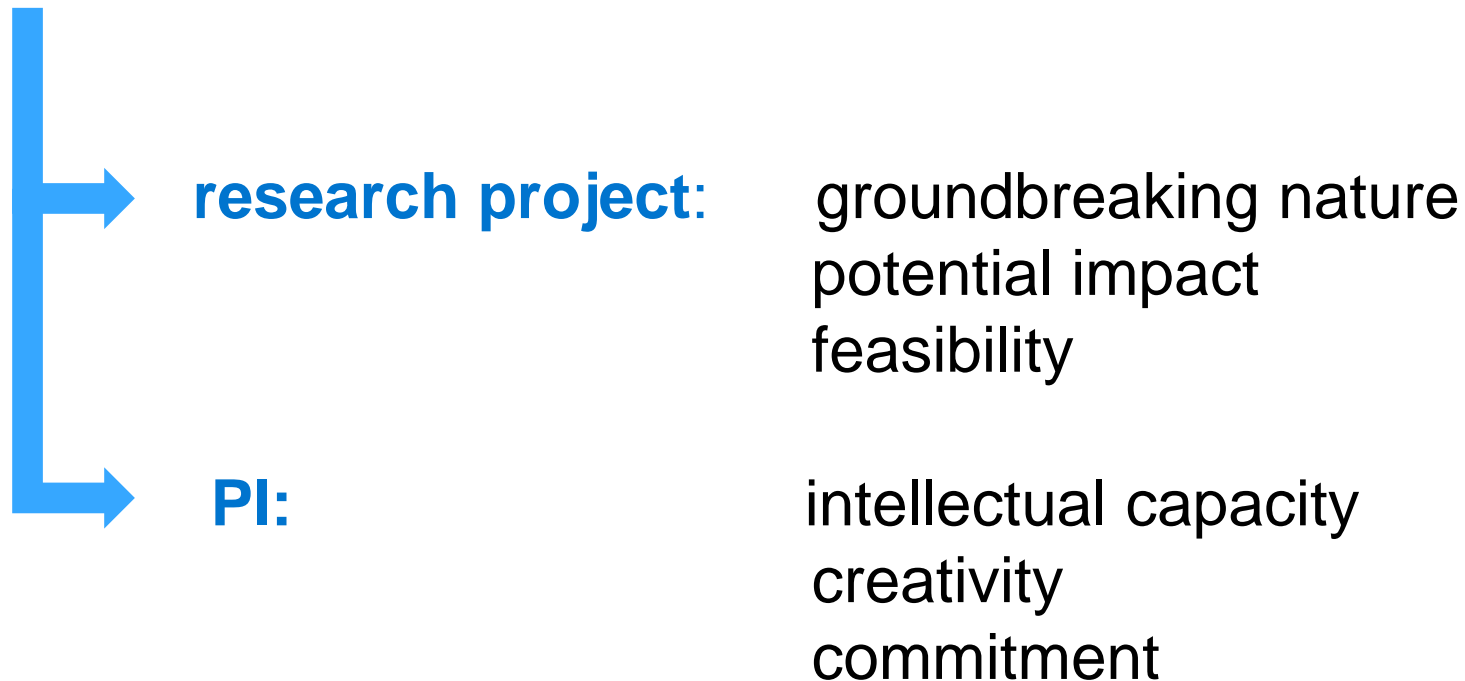 research project: groundbreaking nature
potential impact
feasibility
PI: intellectual capacity
creativity
commitment